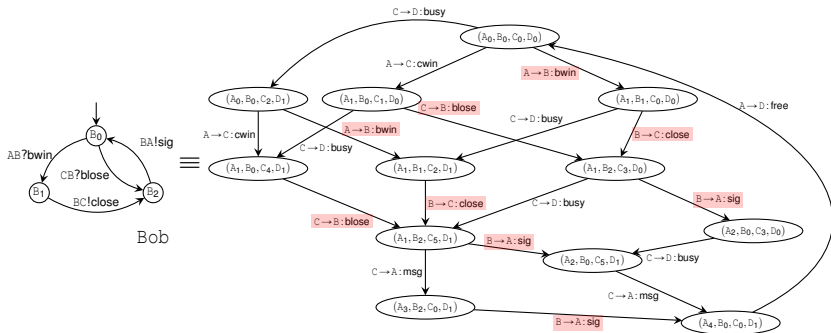 C→D:busy
(A₀,B₀,C₀,D₀)
A→C:cwin
A→B:bwin
A→D:free
(A₀,B₀,C₂,D₁)
(A₁,B₀,C₁,D₀)
C→B:blose
(A₁,B₁,C₀,D₀)
B₀
BA!sig
AB?bwin
A→C:cwin
A→B:bwin
C→D:busy
C→D:busy
B→C:close
≡
CB?blose
(A₁,B₀,C₄,D₁)
(A₁,B₁,C₂,D₁)
(A₁,B₂,C₃,D₀)
B₁
B₂
BC!close
Bob
C→B:blose
B→C:close
C→D:busy
B→A:sig
(A₁,B₂,C₅,D₁)
(A₂,B₀,C₃,D₀)
B→A:sig
(A₂,B₀,C₅,D₁)
C→D:busy
C→A:msg
C→A:msg
(A₃,B₂,C₀,D₁)
B→A:sig
(A₄,B₀,C₀,D₁)